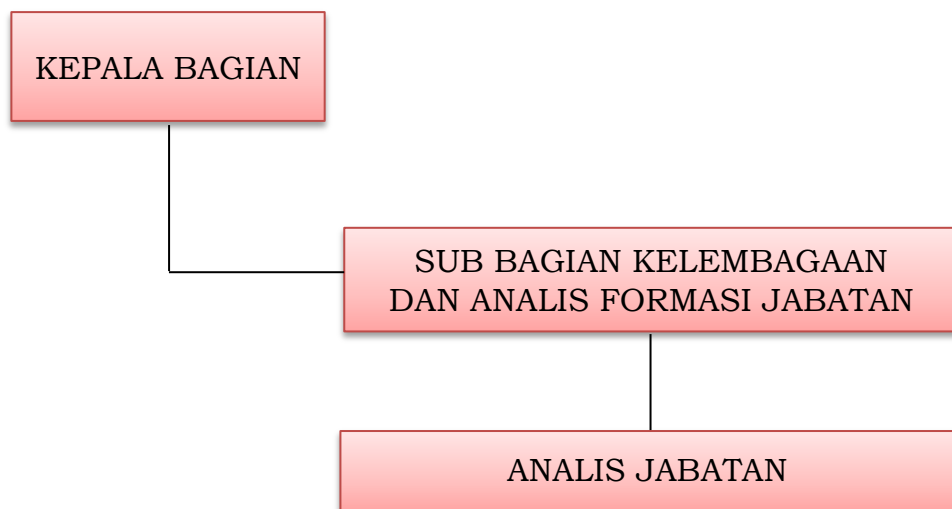 KEPALA BAGIAN
SUB BAGIAN KELEMBAGAAN
DAN ANALIS FORMASI JABATAN
ANALIS JABATAN